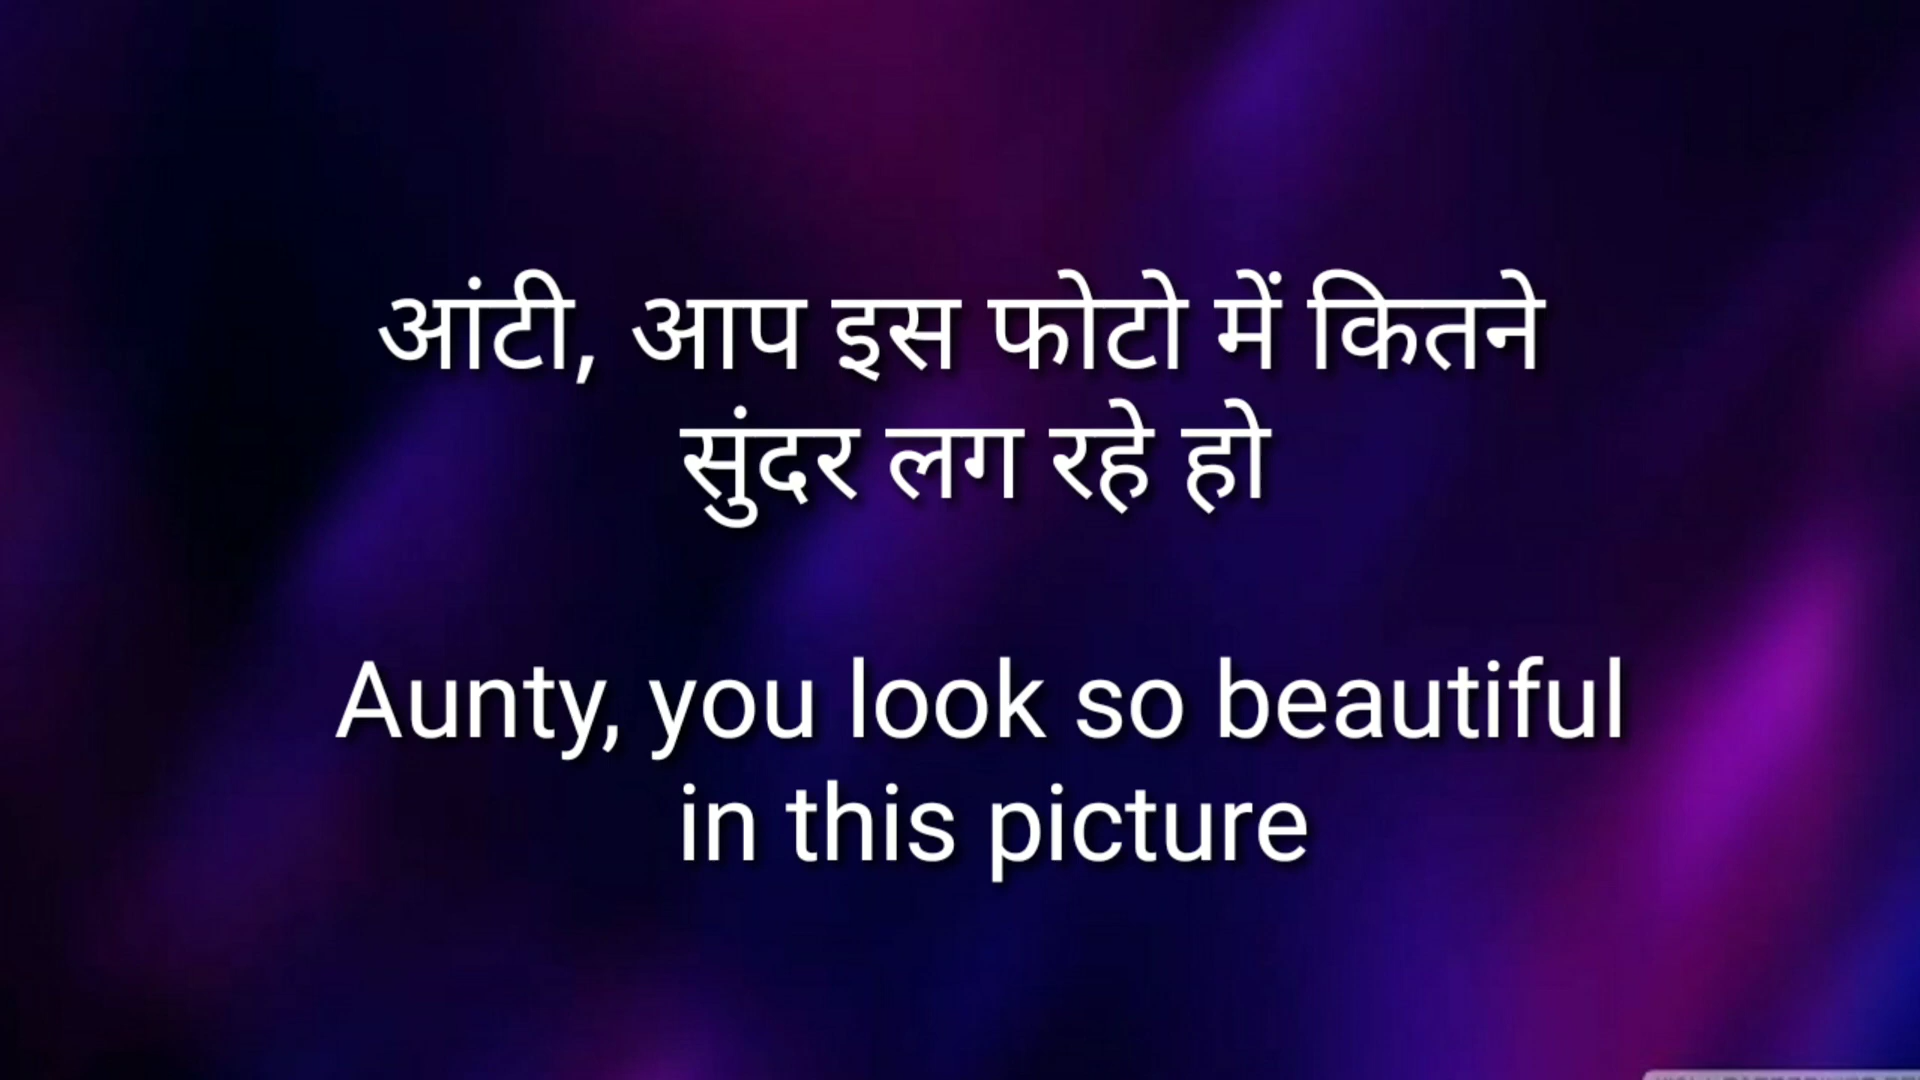 आंटी, आप इस फोटो में कितने
सुंदर लग रहे हो
Aunty, you look so beautiful
in this picture